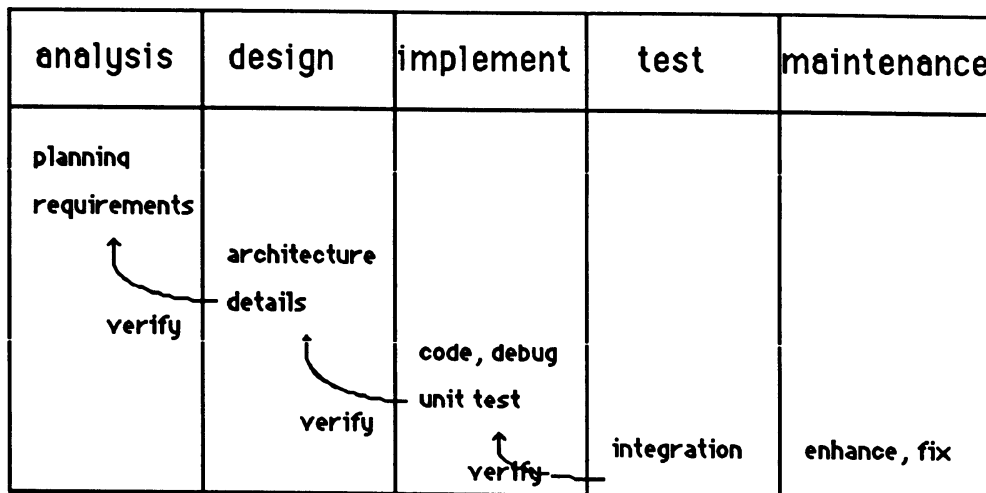 analysis
design
implement
test
maintenance
planning
requirements
architecture
details
verify
code, debug
unit test
verify
integration
verify
enhance, fix